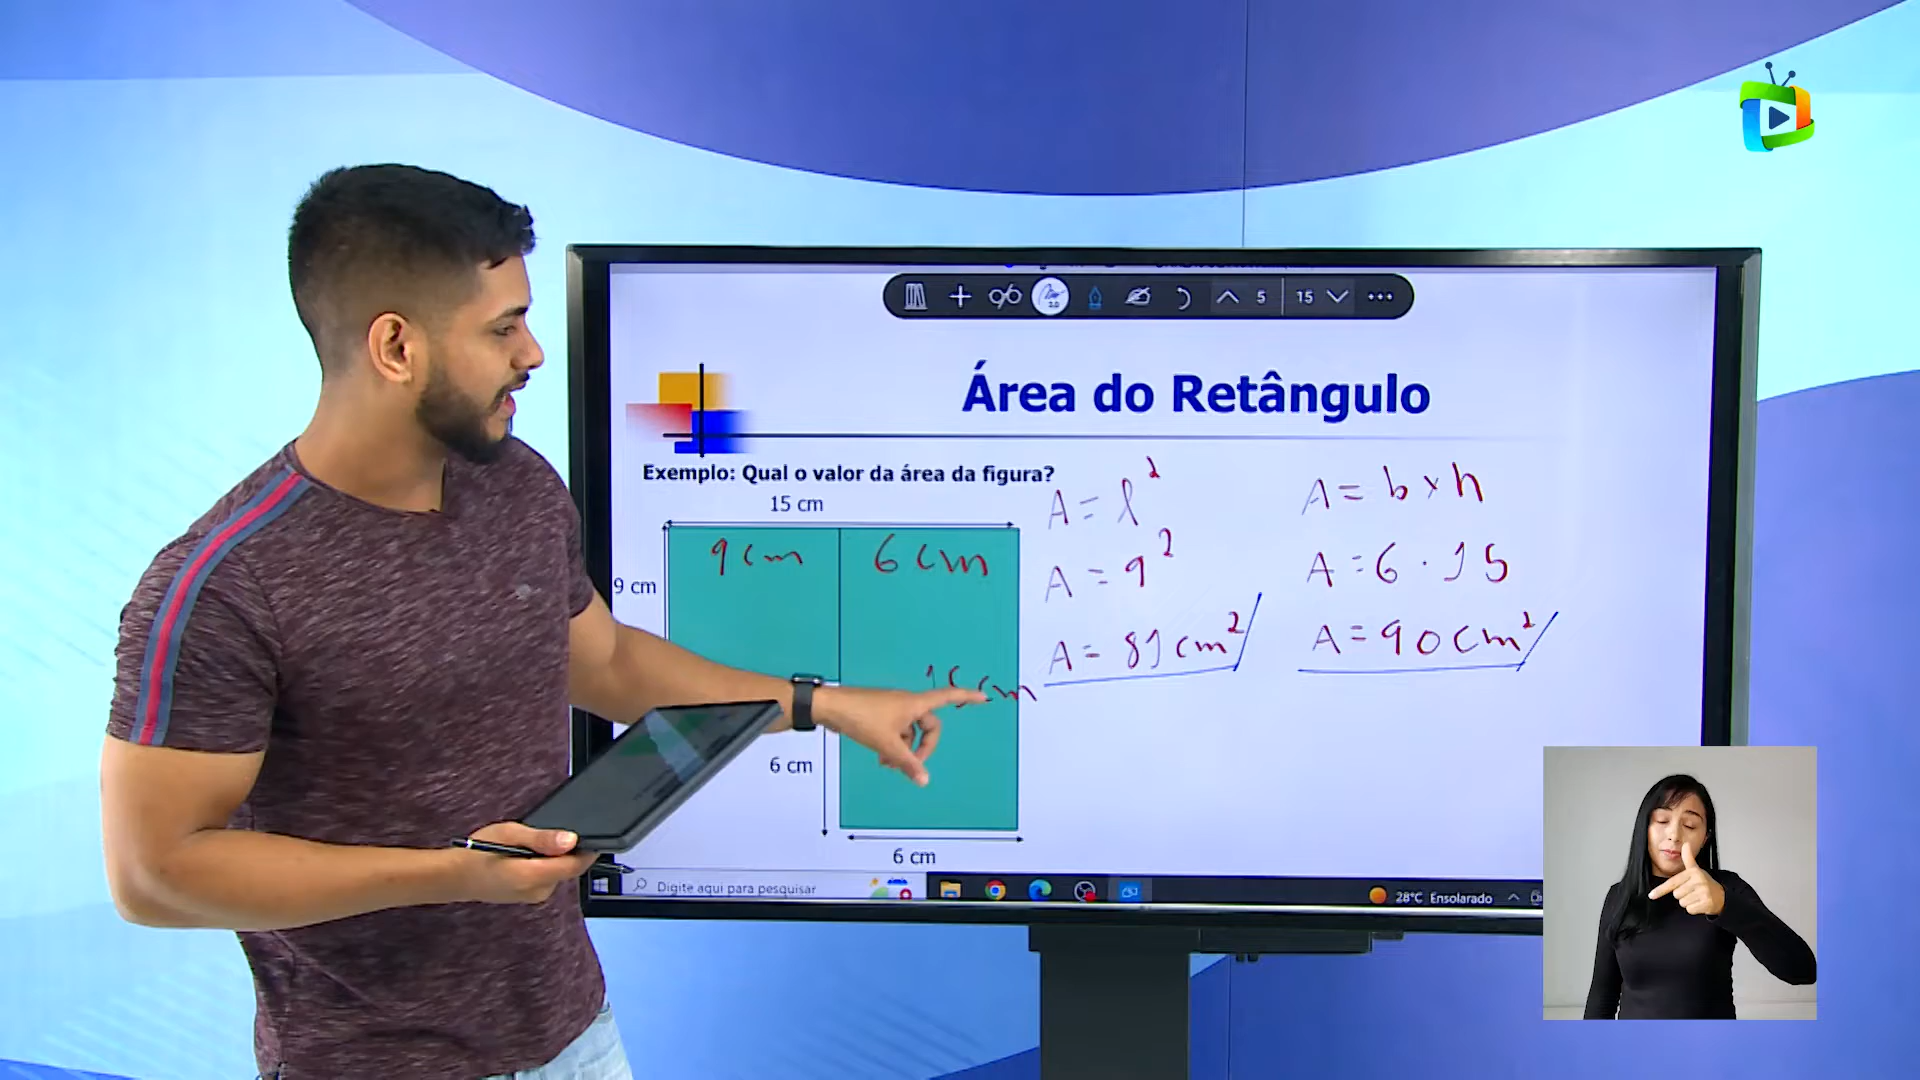 5 15
Área do Retângulo
Exemplo: Qual o valor da área da figura?
15 cm
9 cm 6 cm
9 cm
15 cm
6 cm
6 cm
A = l²
A = 9²
A = 81 cm²
A = b x h
A = 6 . 15
A = 90 cm²
Digite aqui para pesquisar
28°C Ensolarado